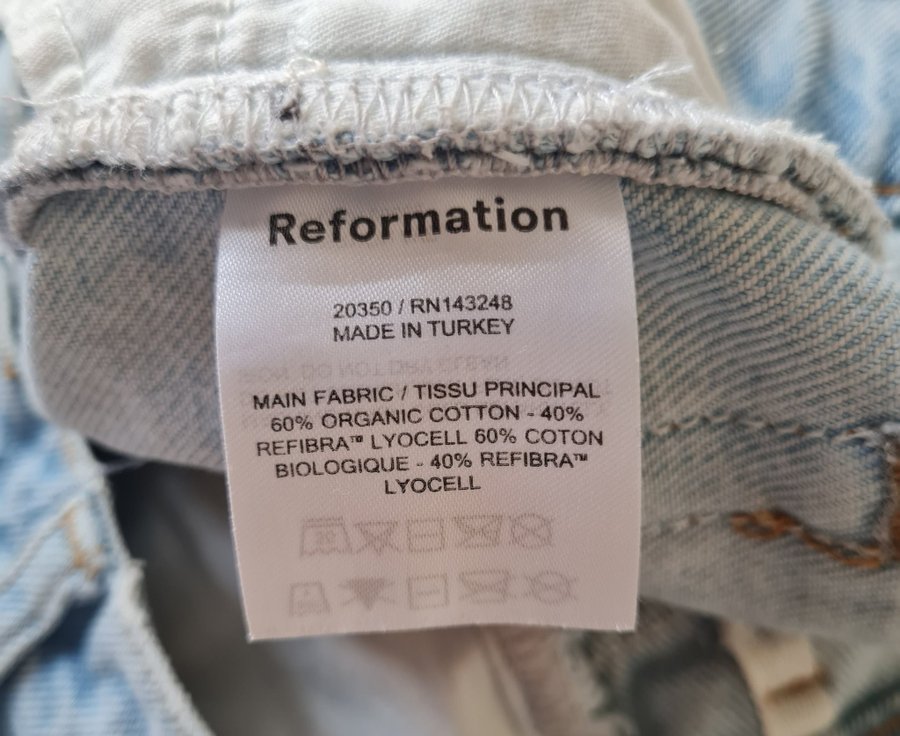 Reformation
20350 / RN143248
MADE IN TURKEY
MAIN FABRIC / TISSU PRINCIPAL
60% ORGANIC COTTON - 40%
REFIBRA™ LYOCELL 60% COTON
BIOLOGIQUE - 40% REFIBRA™
LYOCELL